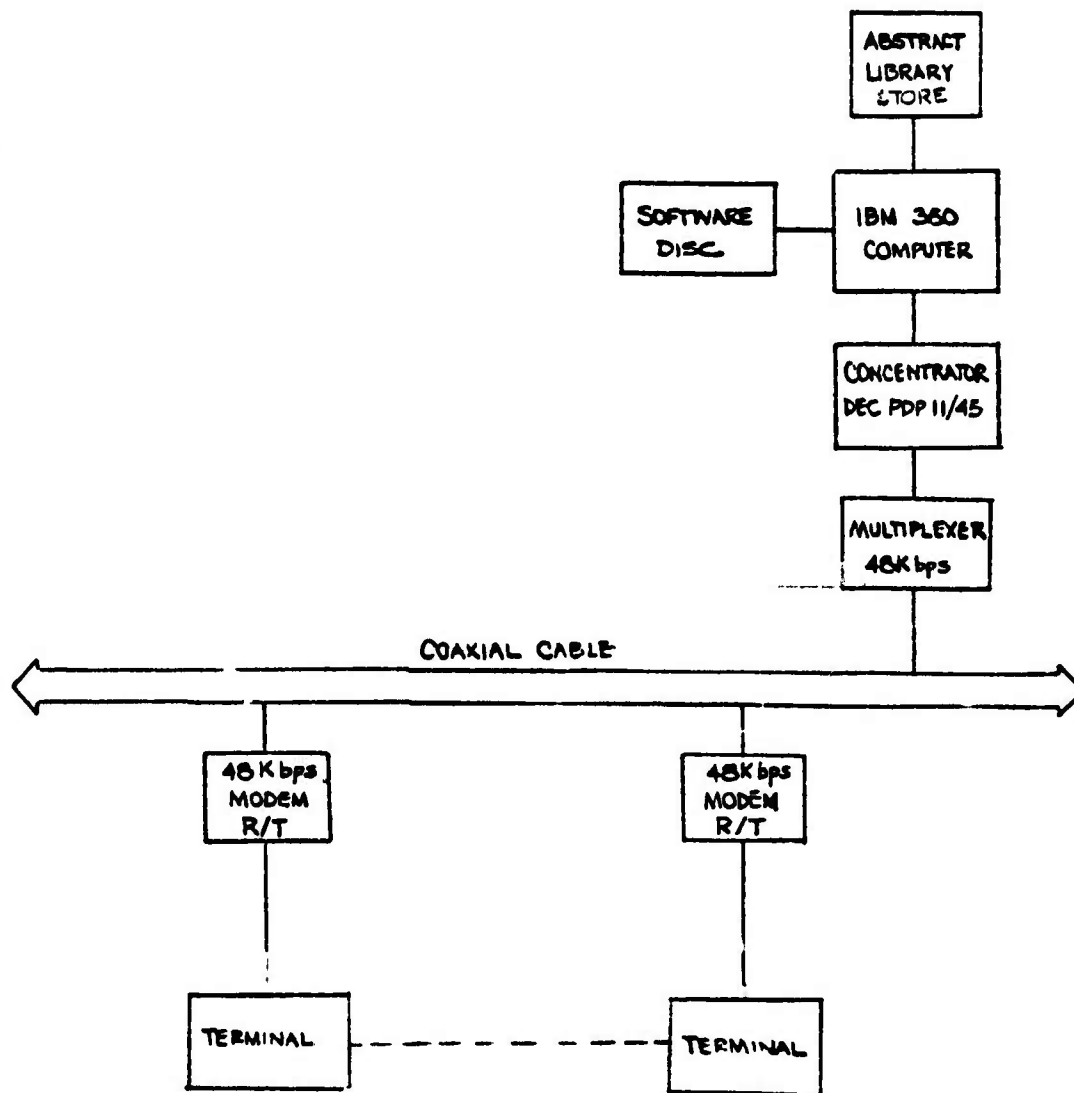 ABSTRACT
LIBRARY
STORE
SOFTWARE
DISC
IBM 360
COMPUTER
CONCENTRATOR
DEC PDP 11/45
MULTIPLEXER
48K bps
COAXIAL CABLE
48 K bps
MODEM
R/T
48K bps
MODEM
R/T
TERMINAL
TERMINAL